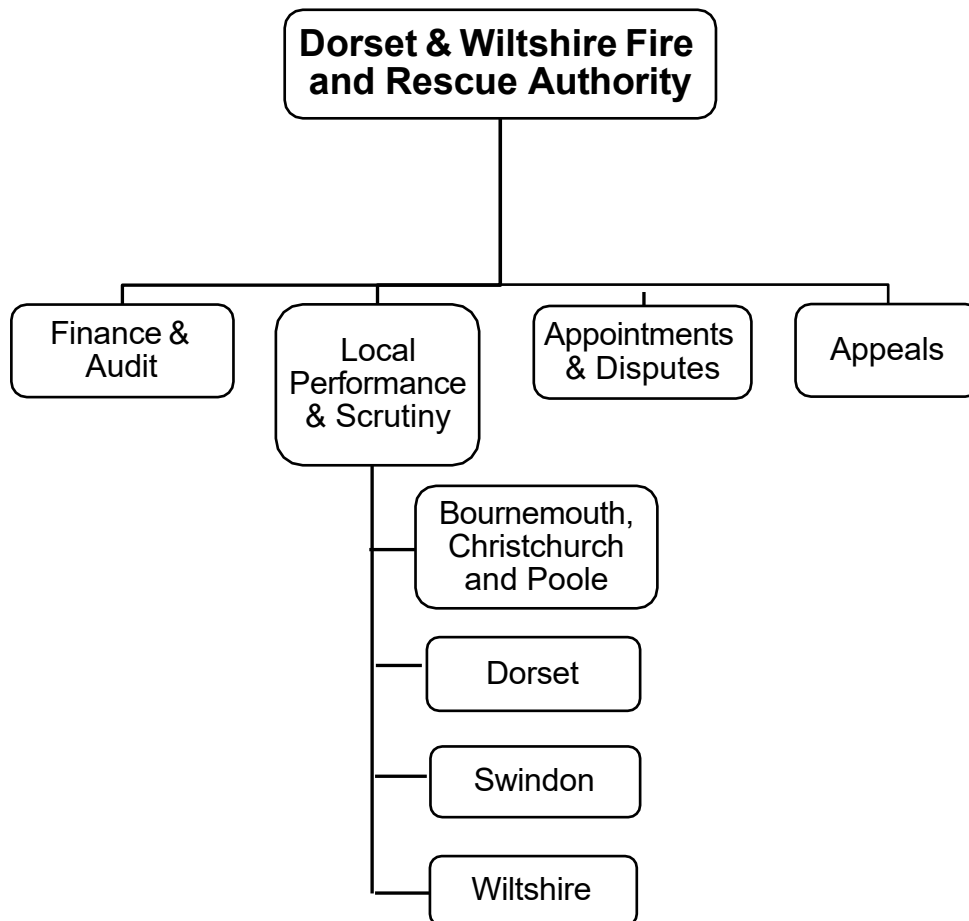 Dorset & Wiltshire Fire
and Rescue Authority
Finance &
Audit
Local
Performance
& Scrutiny
Appointments
& Disputes
Appeals
Bournemouth,
Christchurch
and Poole
Dorset
Swindon
Wiltshire